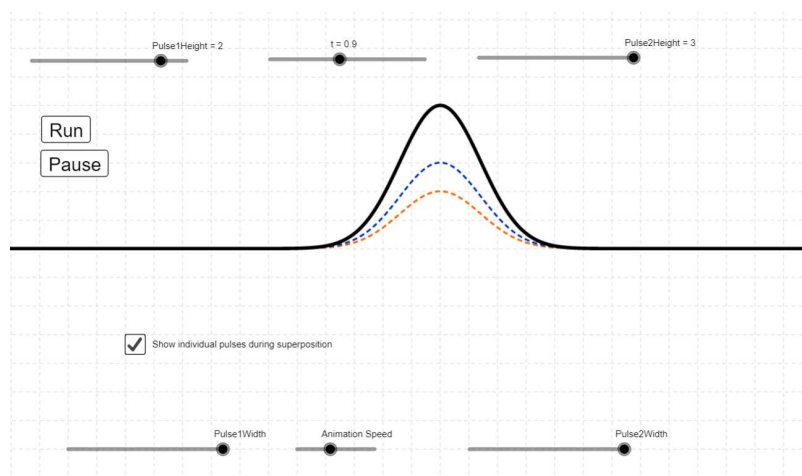 Pulse1Height = 2
t = 0.9
Pulse2Height = 3
Run
Pause
Show individual pulses during superposition
Pulse1Width
Animation Speed
Pulse2Width